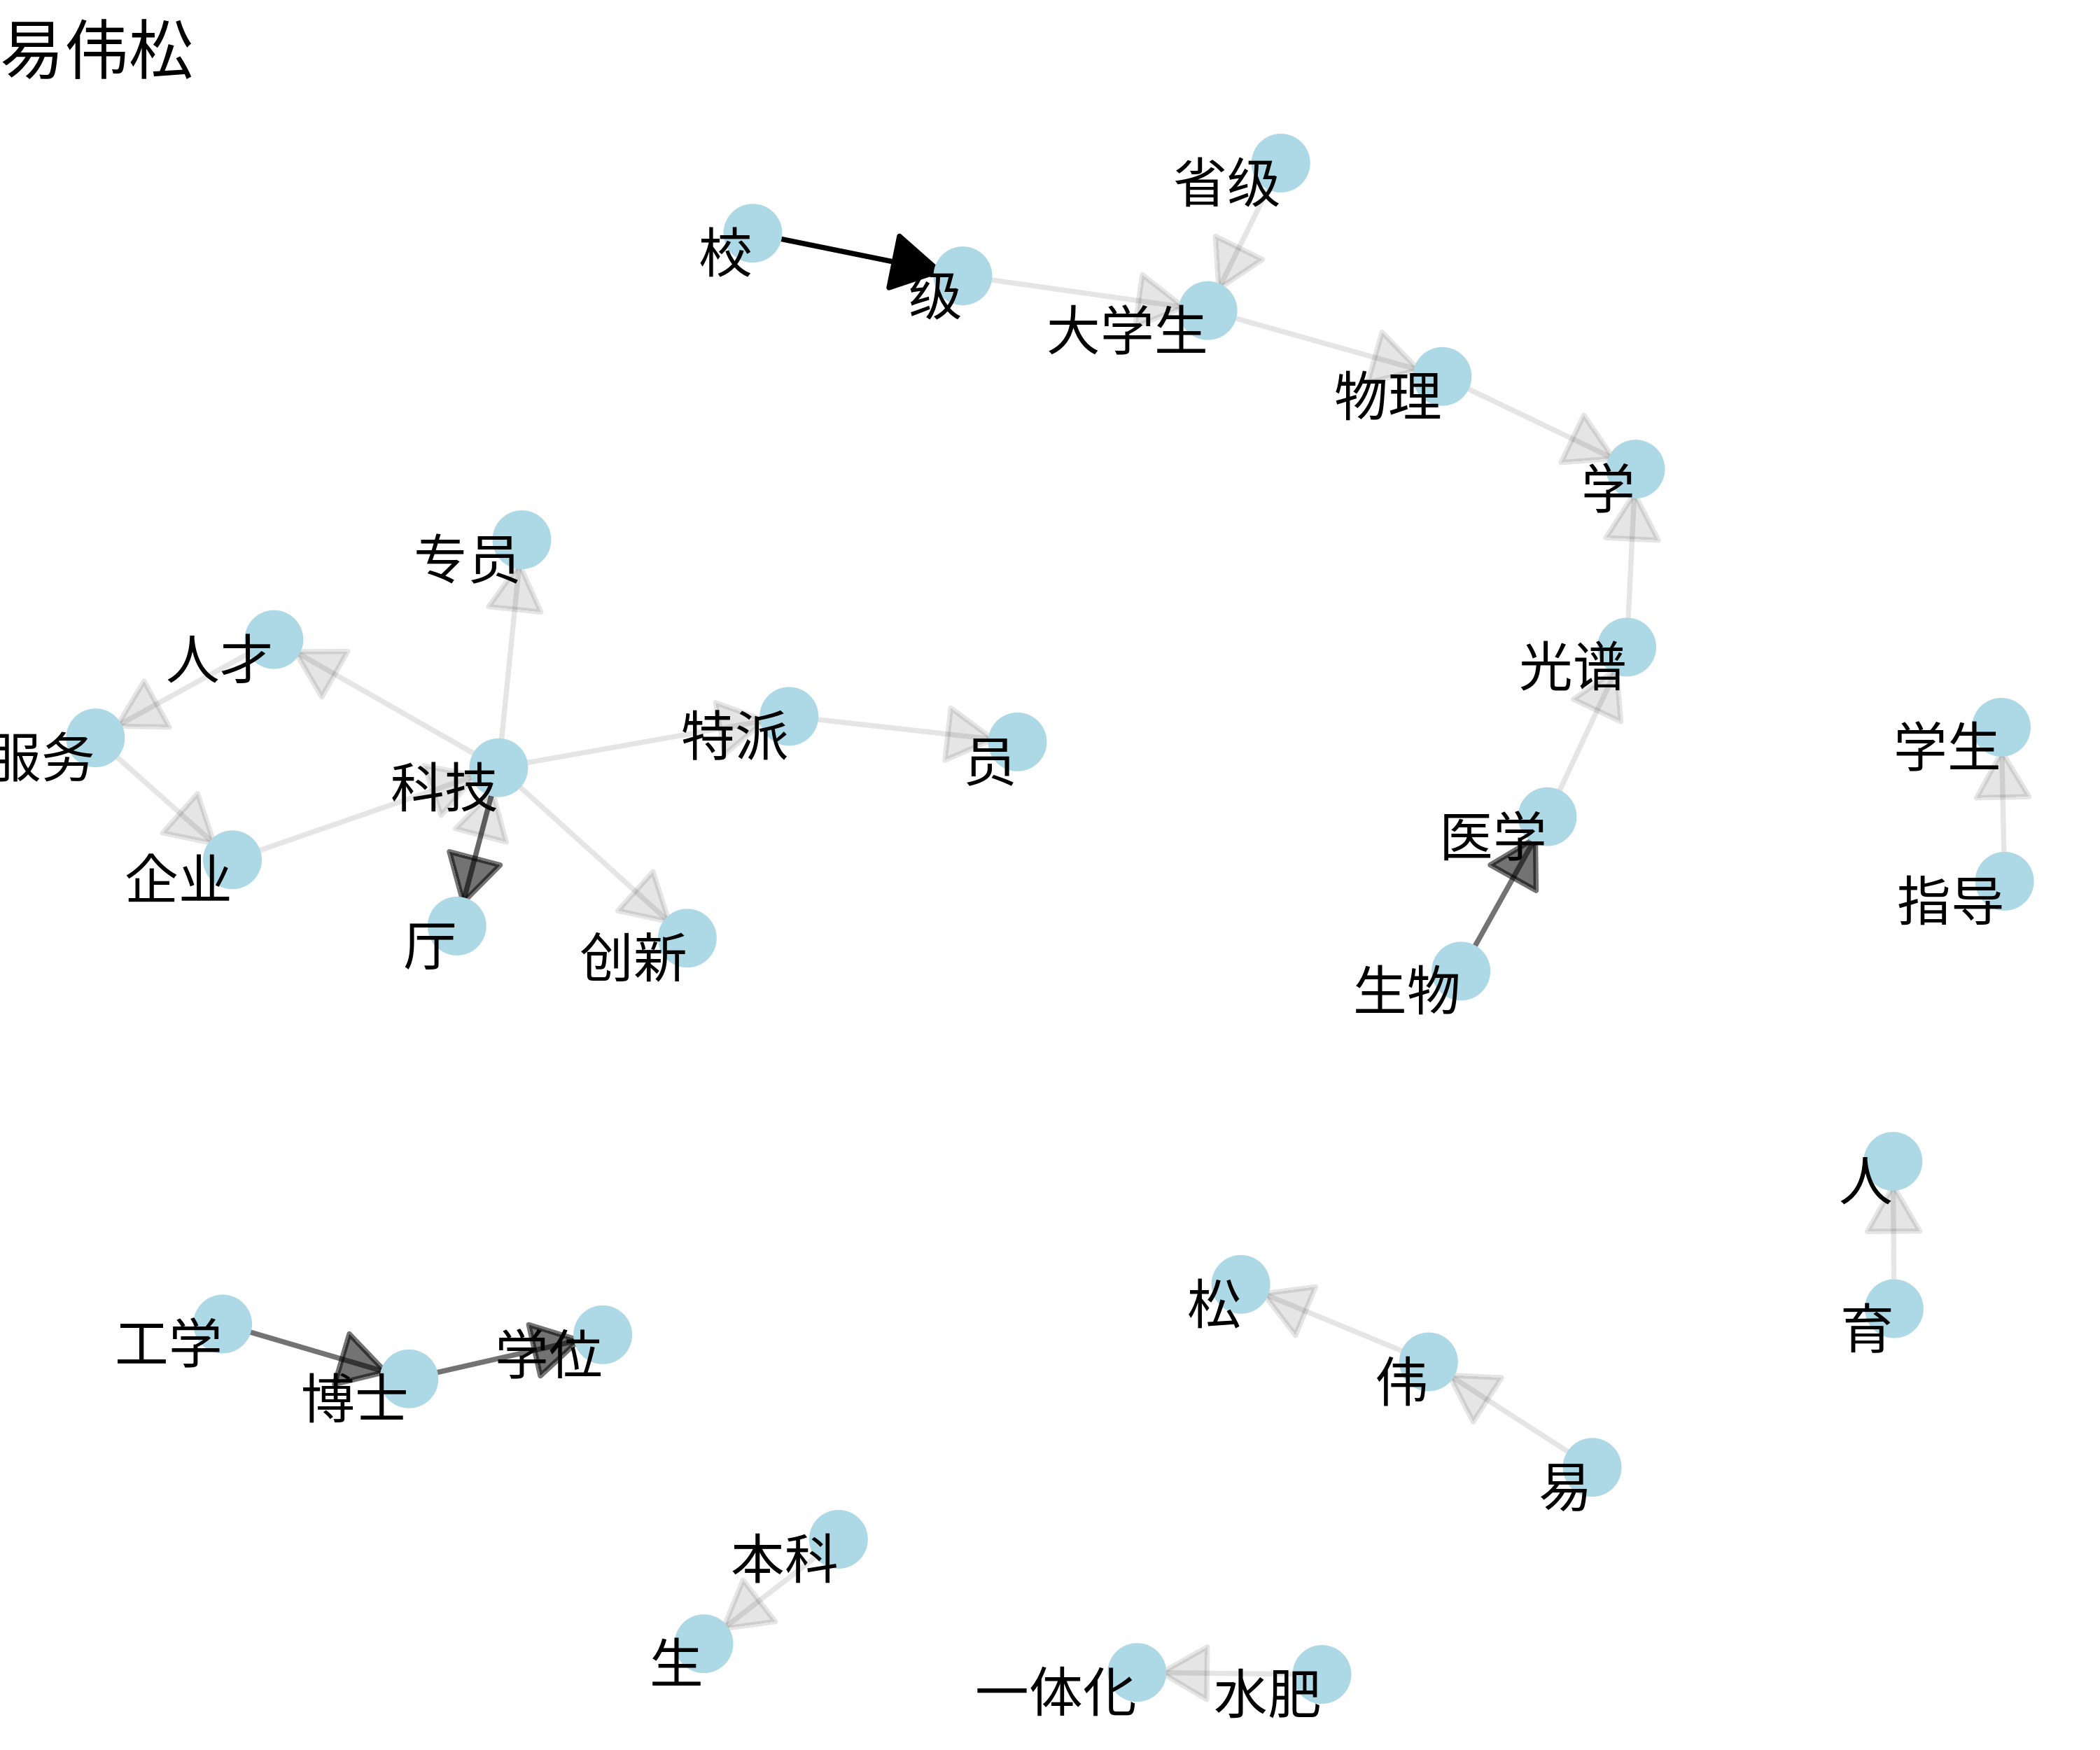 易伟松
省级
校
级
大学生
物理
学
专员
人才
光谱
特派
学生
服务
员
科技
医学
企业
指导
厅
创新
生物
人
松
育
工学
学位
伟
博士
易
本科
生
一体化
水肥